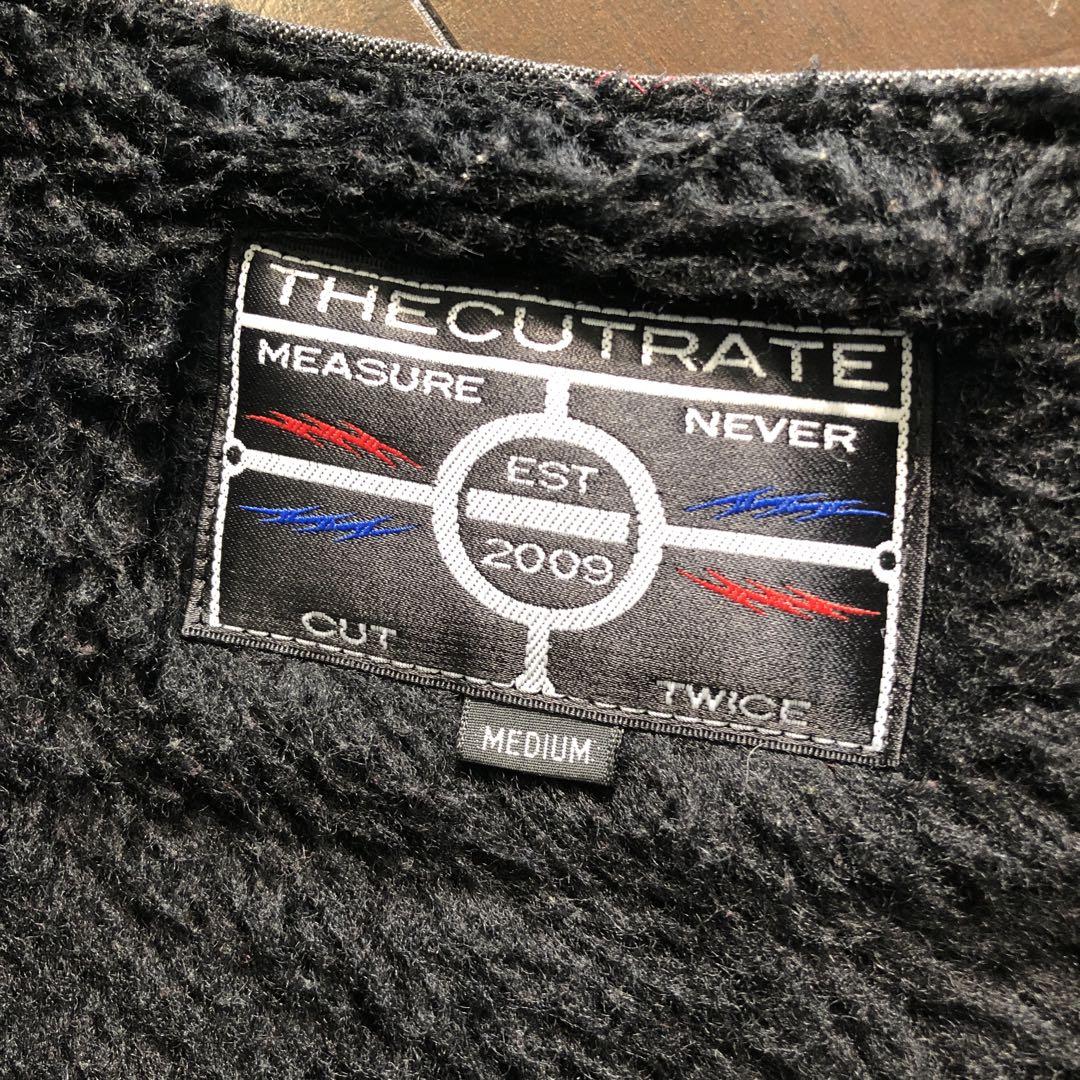 THECUTRATE
MEASURE NEVER
EST
2009
CUT TWICE
MEDIUM